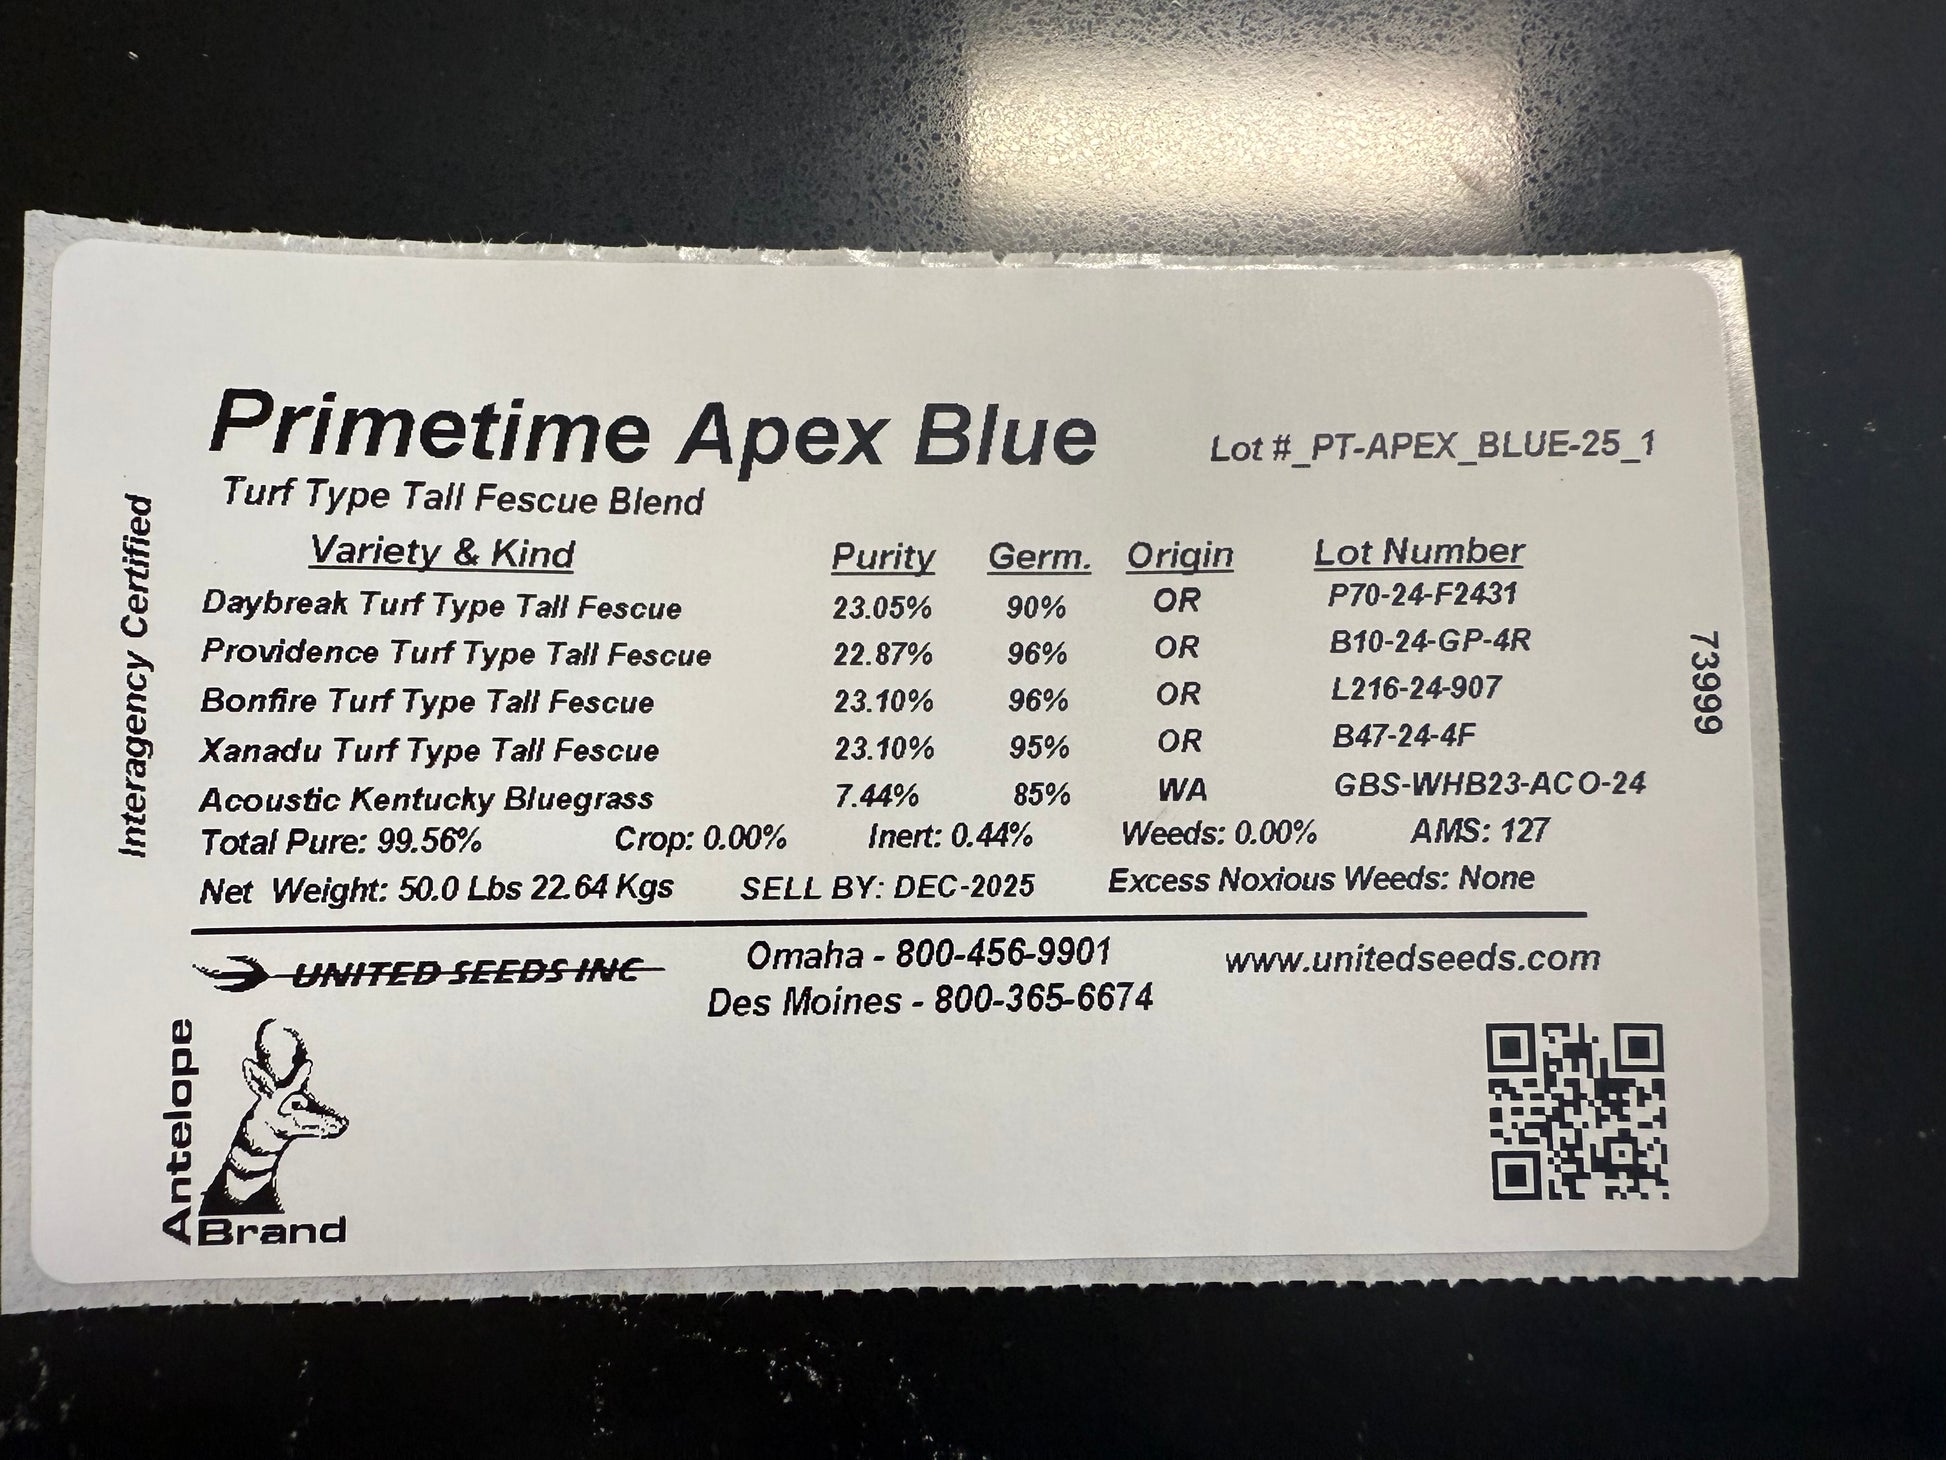 Primetime Apex Blue
Lot #_PT-APEX_BLUE-25_1
Turf Type Tall Fescue Blend
Interagency Certified
Variety & Kind Purity Germ. Origin Lot Number
Daybreak Turf Type Tall Fescue 23.05% 90% OR P70-24-F2431
Providence Turf Type Tall Fescue 22.87% 96% OR B10-24-GP-4R
Bonfire Turf Type Tall Fescue 23.10% 96% OR L216-24-907
Xanadu Turf Type Tall Fescue 23.10% 95% OR B47-24-4F
Acoustic Kentucky Bluegrass 7.44% 85% WA GBS-WHB23-ACO-24
Total Pure: 99.56% Crop: 0.00% Inert: 0.44% Weeds: 0.00% AMS: 127
Net Weight: 50.0 Lbs 22.64 Kgs SELL BY: DEC-2025 Excess Noxious Weeds: None
73999
UNITED SEEDS INC
Omaha - 800-456-9901
www.unitedseeds.com
Des Moines - 800-365-6674
Antelope
Brand